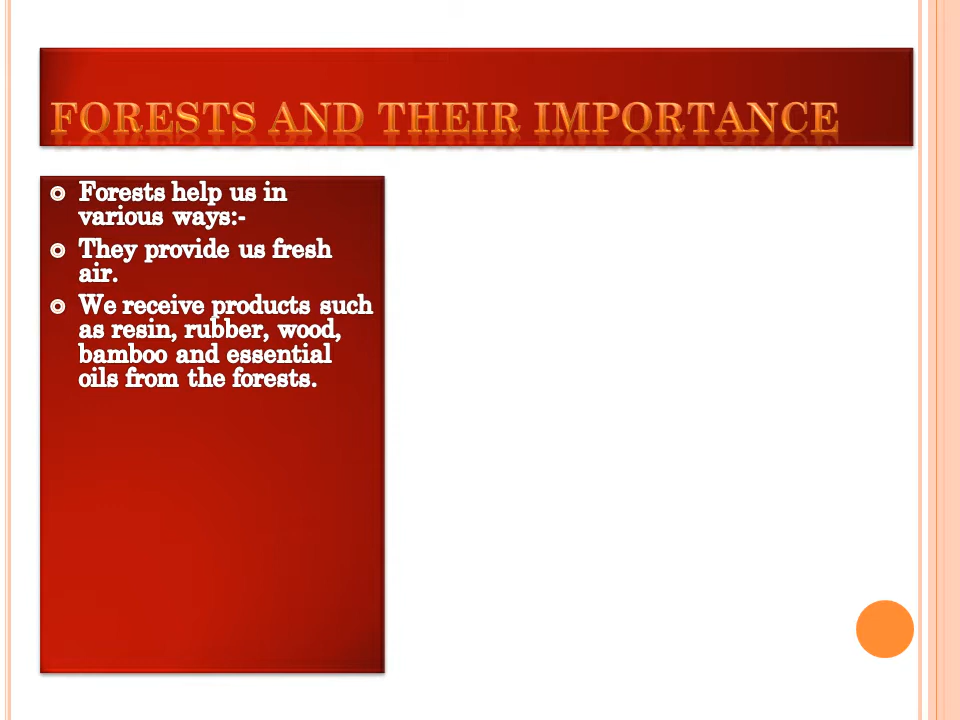 FORESTS AND THEIR IMPORTANCE
Forests help us in
various ways:-
They provide us fresh
air.
We receive products such
as resin, rubber, wood,
bamboo and essential
oils from the forests.